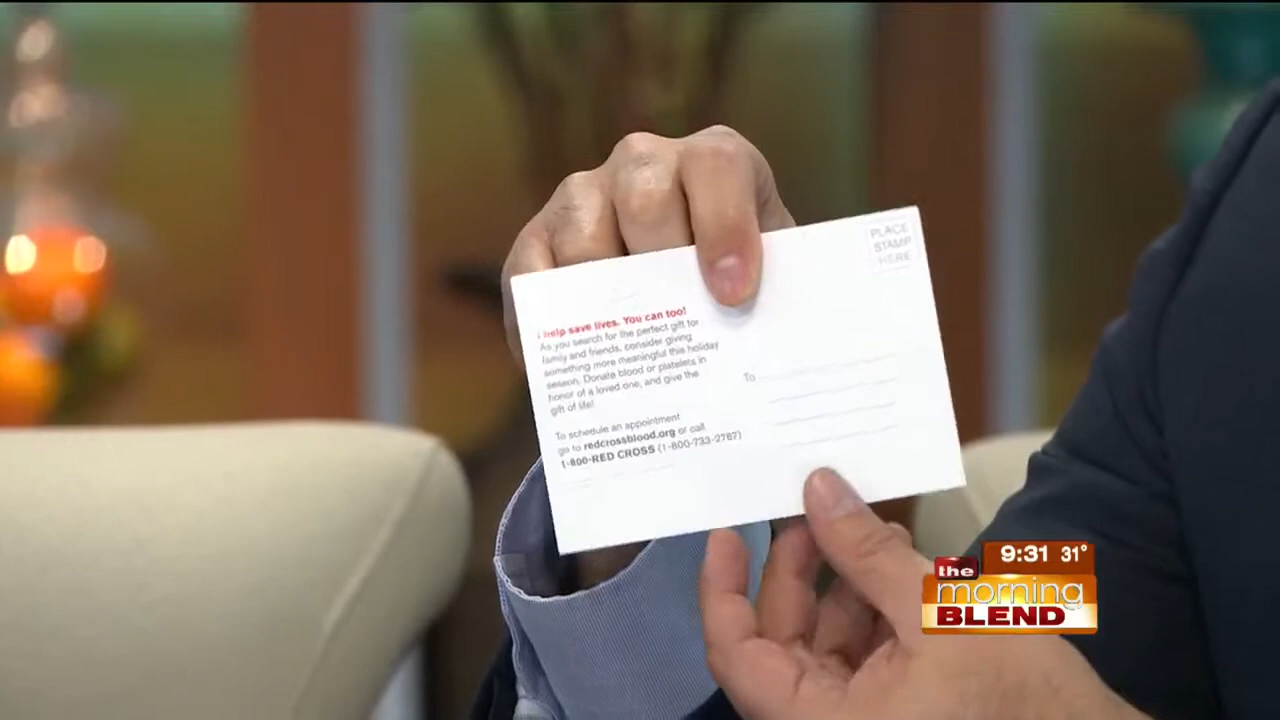 PLACE
STAMP
HERE
I help save lives. You can too!
As you search for the perfect gift for
family and friends, consider giving
something more meaningful this holiday
season. Donate blood or platelets in
honor of a loved one, and give the
gift of life!
To schedule an appointment
go to redcrossblood.org or call
1-800-RED CROSS (1-800-733-2767)
To
9:31 31°
the
morning
BLEND